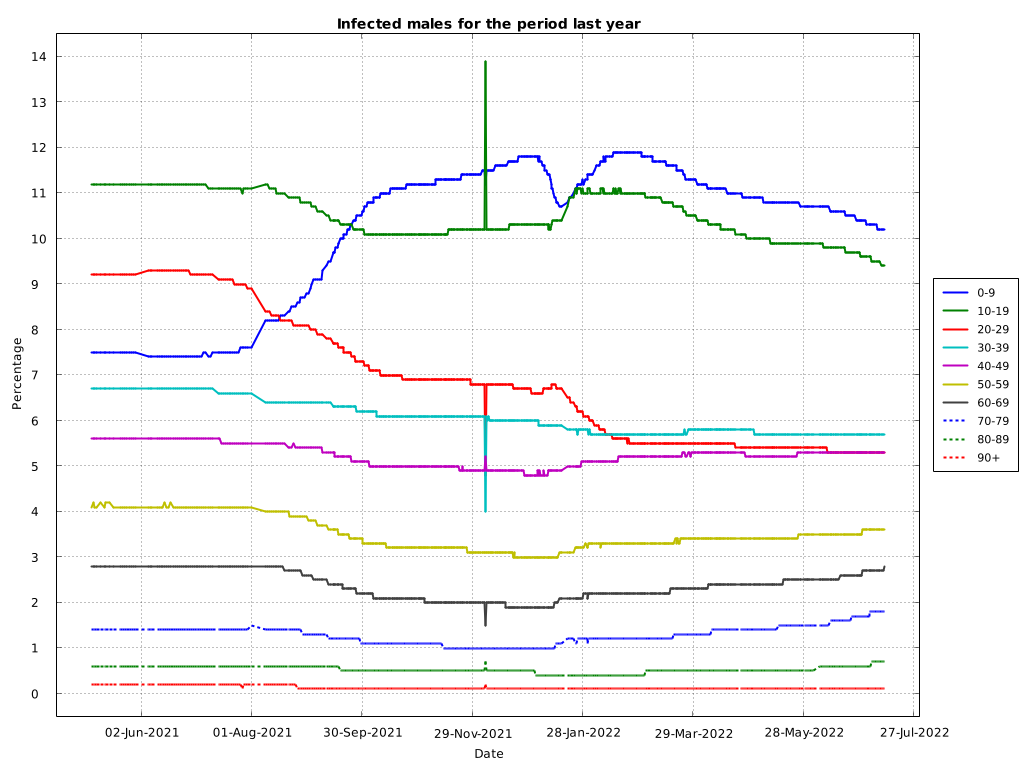 Infected males for the period last year
14
13
12
11
10
9
8
7
6
5
4
3
2
1
0
Percentage
02-Jun-2021
01-Aug-2021
30-Sep-2021
29-Nov-2021
28-Jan-2022
29-Mar-2022
28-May-2022
27-Jul-2022
Date
0-9
10-19
20-29
30-39
40-49
50-59
60-69
70-79
80-89
90+